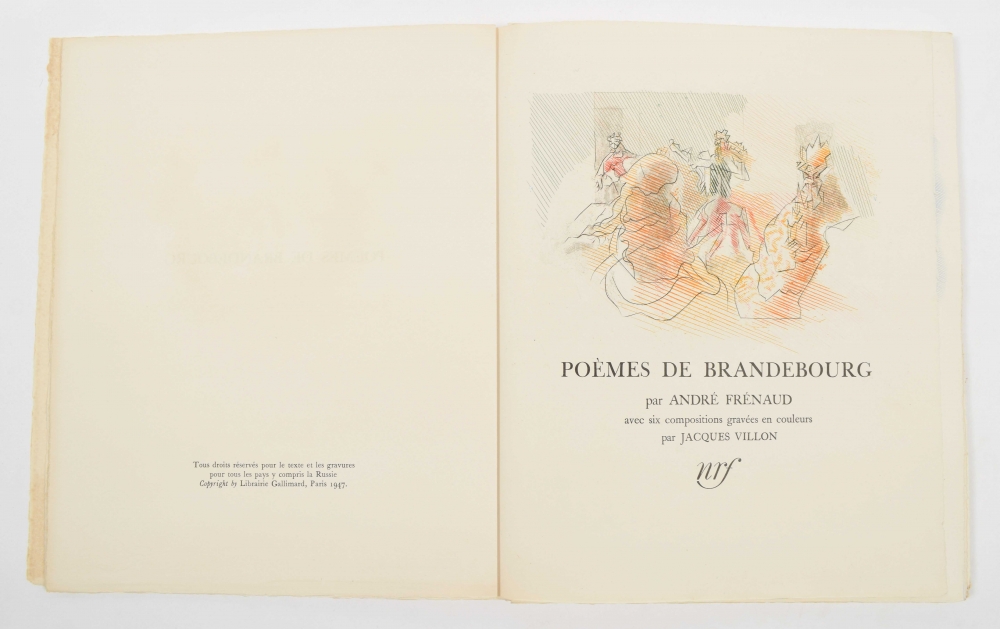 Tous droits réservés pour le texte et les gravures
pour tous les pays y compris la Russie
Copyright by Librairie Gallimard, Paris 1947.
POÈMES DE BRANDEBOURG
par ANDRÉ FRÉNAUD
avec six compositions gravées en couleurs
par JACQUES VILLON
nrf